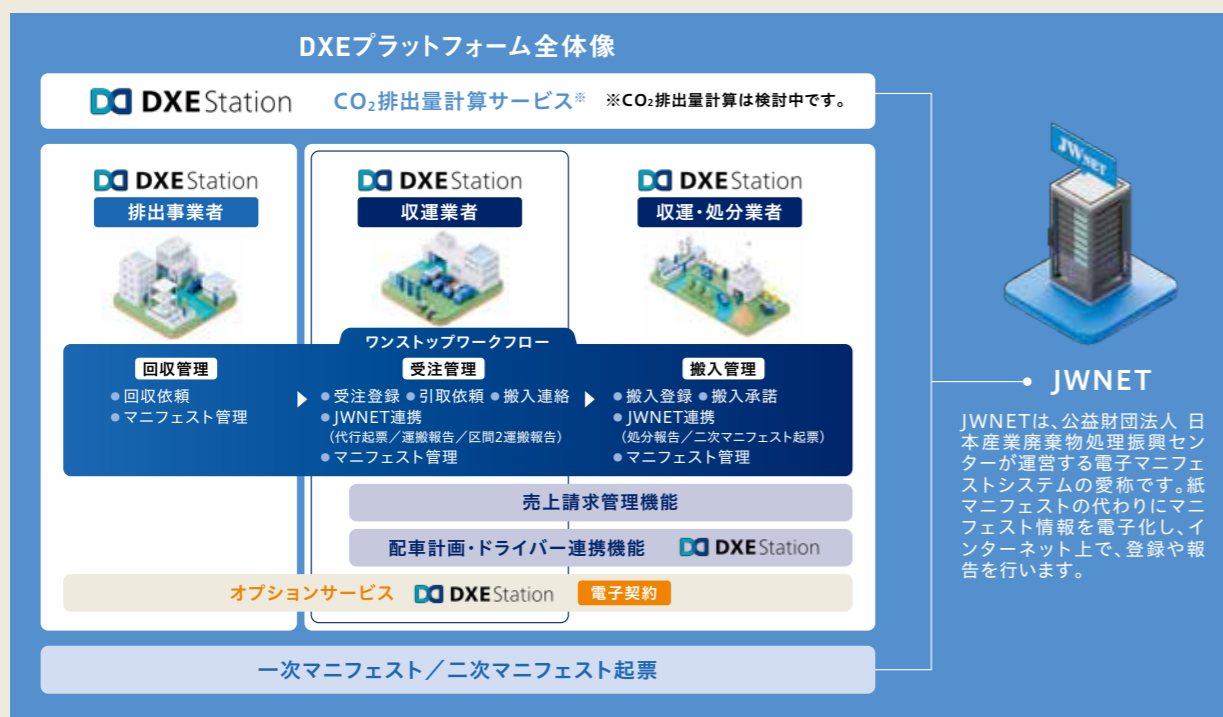 DXEプラットフォーム全体像
DXE Station CO₂排出量計算サービス※ ※CO₂排出量計算は検討中です。
DXE Station
排出事業者
DXE Station
収運業者
DXE Station
収運・処分業者
ワンストップワークフロー
回収管理
●回収依頼
●マニフェスト管理
受注管理
●受注登録 ●引取依頼 ●搬入連絡
●JWNET連携
(代行起票/運搬報告/区間2運搬報告)
●マニフェスト管理
搬入管理
●搬入登録 ●搬入承諾
●JWNET連携
(処分報告/二次マニフェスト起票)
●マニフェスト管理
売上請求管理機能
配車計画・ドライバー連携機能 DXE Station
オプションサービス DXE Station 電子契約
一次マニフェスト/二次マニフェスト起票
JWNET
JWNET
JWNETは、公益財団法人 日
本産業廃棄物処理振興セン
ターが運営する電子マニフェ
ストシステムの愛称です。紙
マニフェストの代わりにマニ
フェスト情報を電子化し、イ
ンターネット上で、登録や報
告を行います。